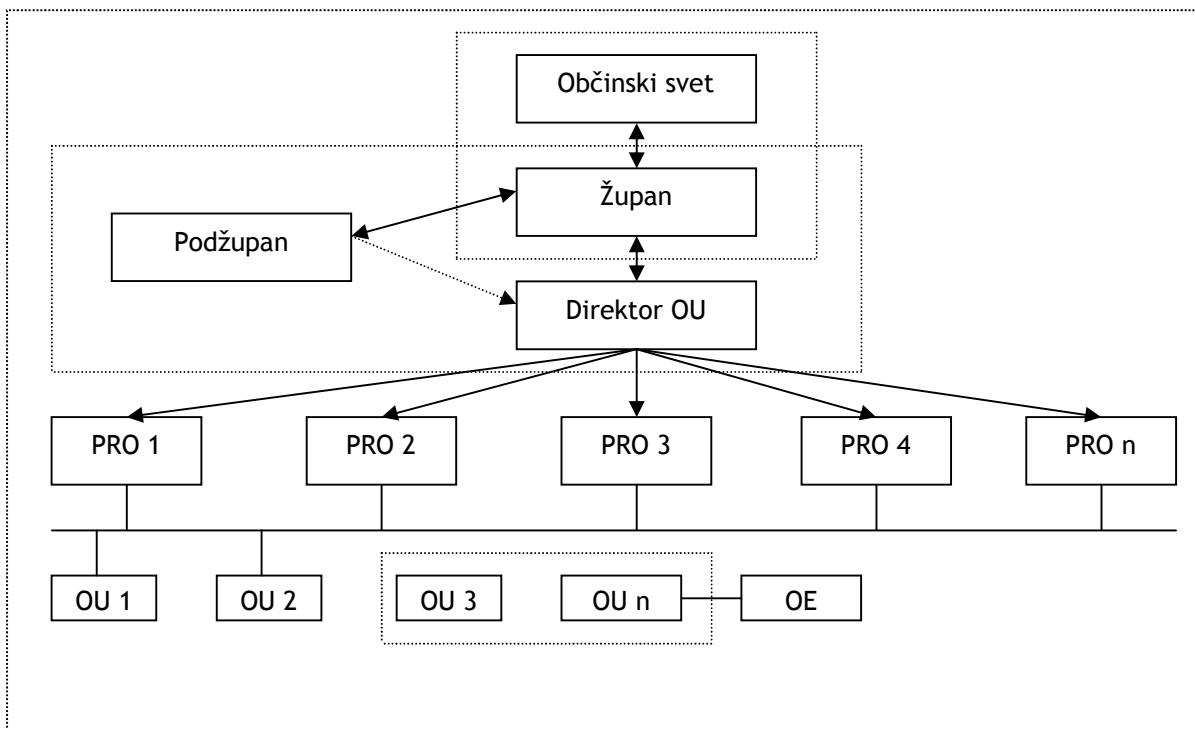 Občinski svet
Župan
Podžupan
Direktor OU
PRO 1
PRO 2
PRO 3
PRO 4
PRO n
OU 1
OU 2
OU 3
OU n
OE